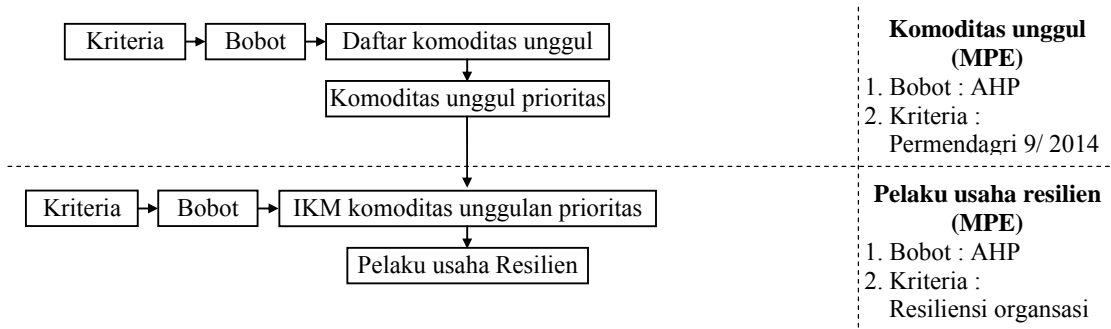 Kriteria
Bobot
Daftar komoditas unggul
Komoditas unggul prioritas
Komoditas unggul
(MPE)
1. Bobot : AHP
2. Kriteria :
Permendagri 9/ 2014
Kriteria
Bobot
IKM komoditas unggulan prioritas
Pelaku usaha Resilien
Pelaku usaha resilien
(MPE)
1. Bobot : AHP
2. Kriteria :
Resiliensi organsasi